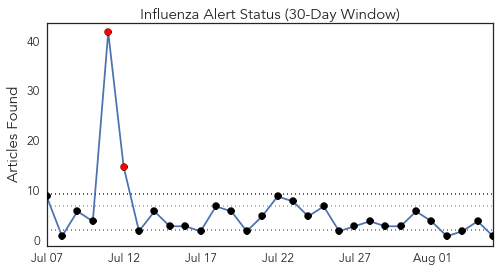 Influenza Alert Status (30-Day Window)
Articles Found
40
30
20
10
0
Jul 07
Jul 12
Jul 17
Jul 22
Jul 27
Aug 01